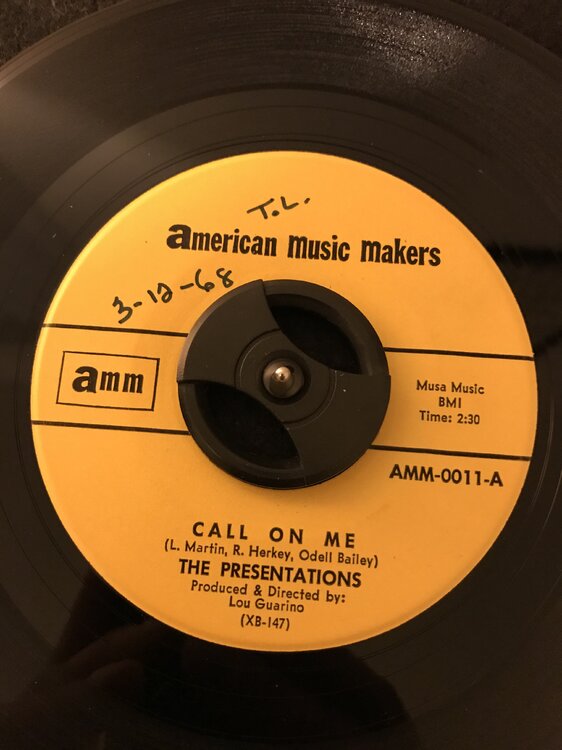 T.L.
american music makers
3-12-68
amm
Musa Music
BMI
Time: 2:30
AMM-0011-A
CALL ON ME
(L. Martin, R. Herkey, Odell Bailey)
THE PRESENTATIONS
Produced & Directed by:
Lou Guarino
(XB-147)